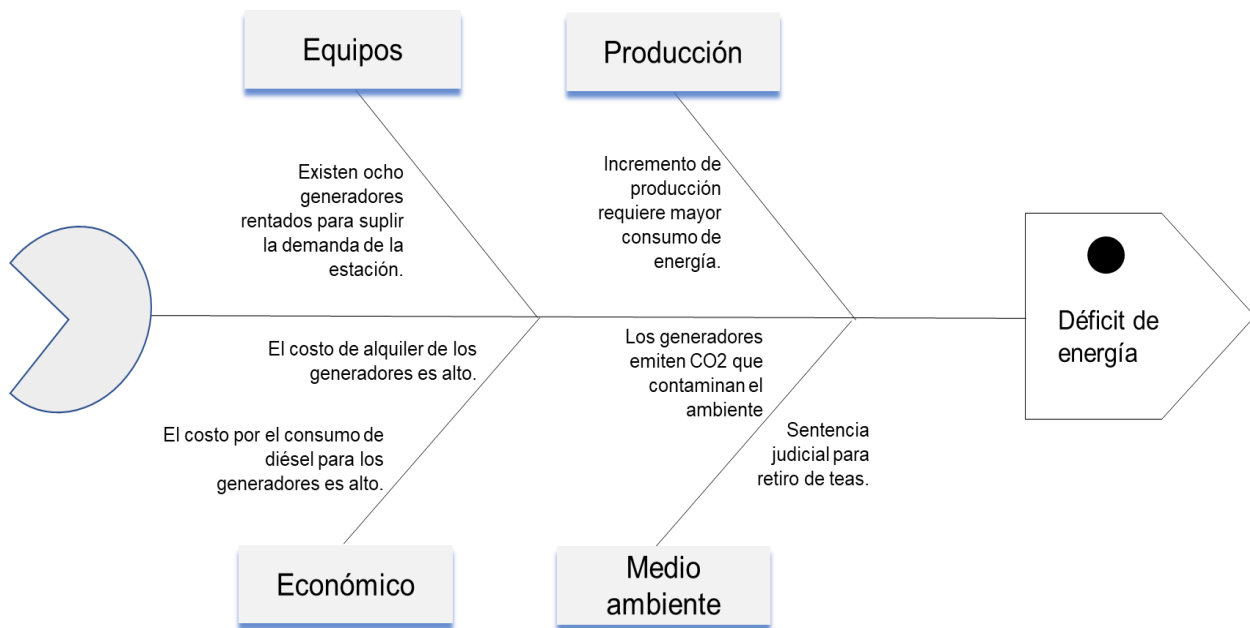 Equipos
Producción
Existen ocho
generadores
rentados para suplir
la demanda de la
estación.
Incremento de
producción
requiere mayor
consumo de
energía.
Déficit de
energía
El costo de alquiler de los
generadores es alto.
El costo por el consumo de
diésel para los
generadores es alto.
Los generadores
emiten CO2 que
contaminan el
ambiente
Sentencia
judicial para
retiro de teas.
Económico
Medio
ambiente